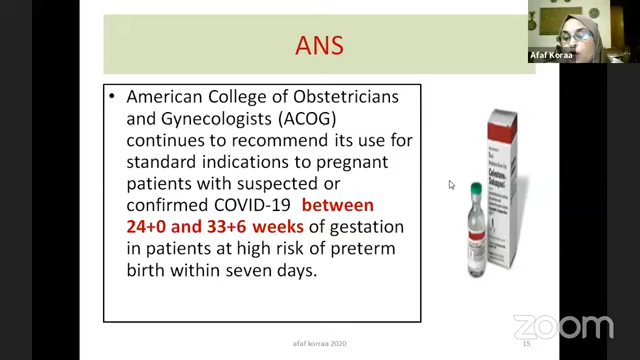 ANS
Afaf Koraa
• American College of Obstetricians
and Gynecologists (ACOG)
continues to recommend its use for
standard indications to pregnant
patients with suspected or
confirmed COVID-19 between
24+0 and 33+6 weeks of gestation
in patients at high risk of preterm
birth within seven days.
afaf korraa 2020
15
zoom